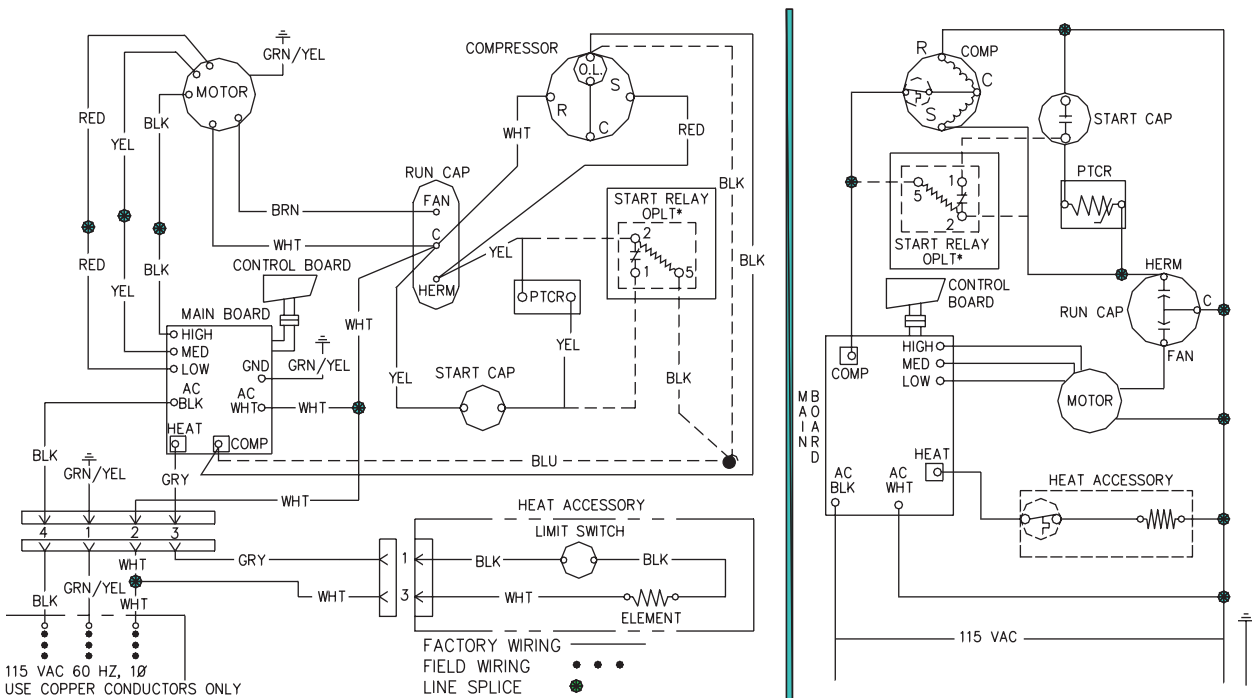 GRN/YEL
COMPRESSOR
O.L.
S
R
C
MOTOR
RED
YEL
BLK
WHT
RED
RUN CAP
FAN
C
HERM
BRN
WHT
START RELAY
OPLT*
2
1
5
BLK
BLK
RED
YEL
BLK
YEL
PTCR
YEL
CONTROL BOARD
MAIN BOARD
HIGH
MED
LOW
GND
GRN/YEL
AC
BLK
AC
WHT
WHT
WHT
YEL
START CAP
BLK
HEAT
COMP
BLU
BLK
GRN/YEL
GRY
WHT
4 1 2 3
HEAT ACCESSORY
LIMIT SWITCH
WHT
GRY
1
BLK
BLK
GRN/YEL
BLK
WHT
WHT
3
WHT
ELEMENT
FACTORY WIRING
FIELD WIRING
LINE SPLICE
115 VAC 60 HZ, 1Ø
USE COPPER CONDUCTORS ONLY
R
COMP
C
S
START CAP
PTCR
5
1
2
START RELAY
OPLT*
HERM
CONTROL
BOARD
RUN CAP
C
FAN
COMP
HIGH
MED
LOW
MOTOR
MAIN
BOARD
HEAT
AC
BLK
AC
WHT
HEAT ACCESSORY
115 VAC